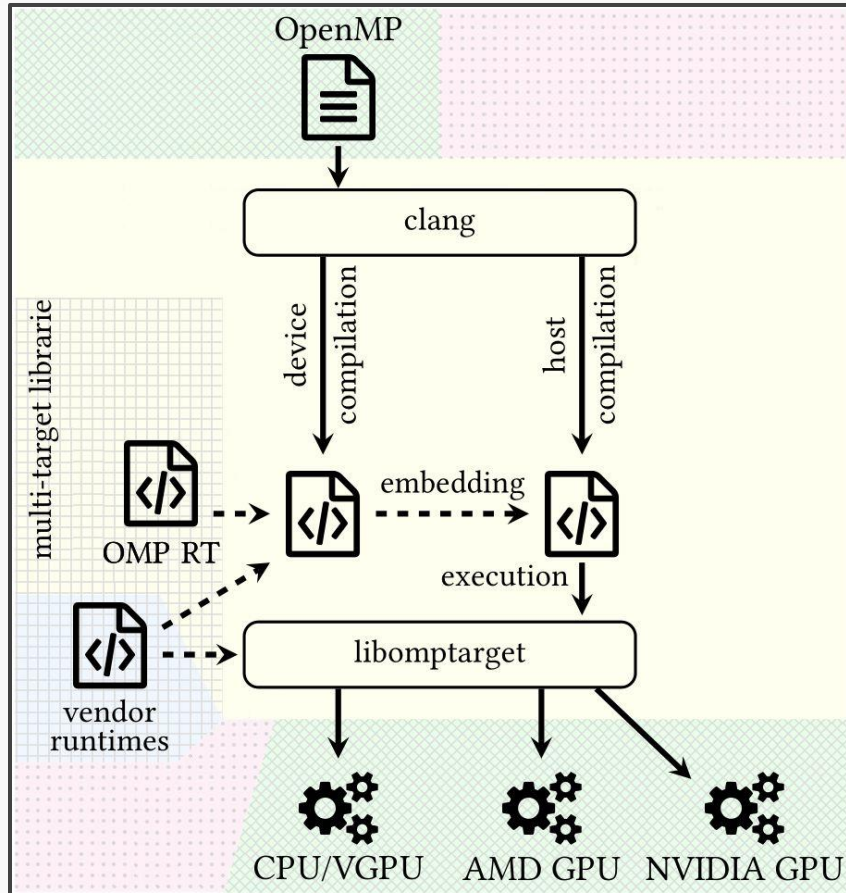 OpenMP
clang
device
compilation
host
compilation
multi-target librarie
embedding
OMP RT
execution
libomptarget
vendor
runtimes
CPU/VGPU
AMD GPU
NVIDIA GPU